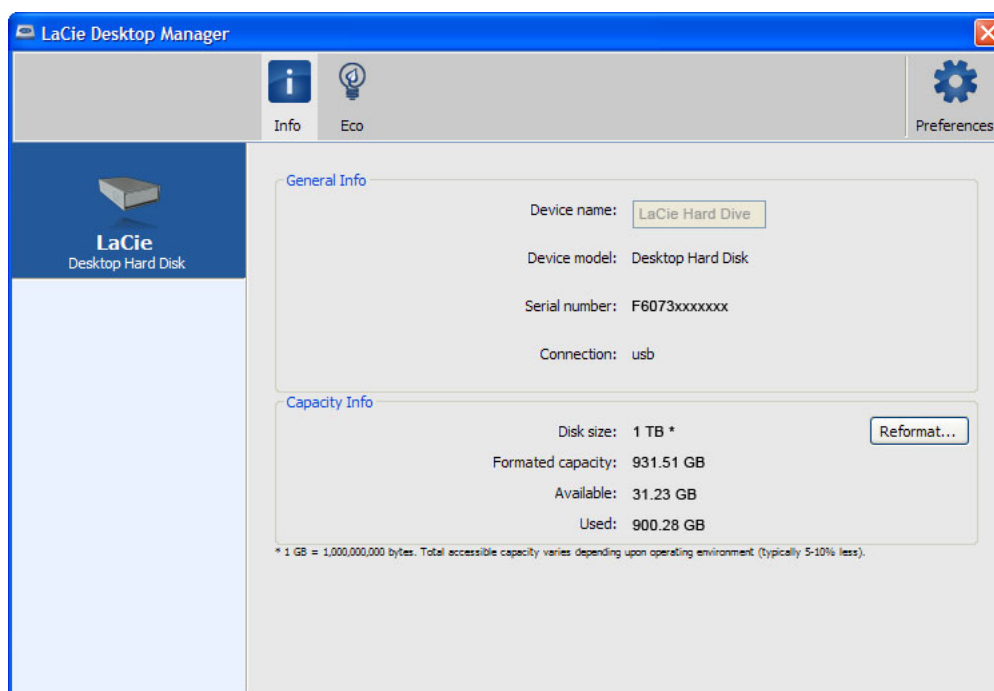 LaCie Desktop Manager
Info
Eco
Preferences
LaCie
Desktop Hard Disk
General Info
Device name: LaCie Hard Dive
Device model: Desktop Hard Disk
Serial number: F6073xxxxxxx
Connection: usb
Capacity Info
Disk size: 1 TB *
Reformat...
Formated capacity: 931.51 GB
Available: 31.23 GB
Used: 900.28 GB
* 1 GB = 1,000,000,000 bytes. Total accessible capacity varies depending upon operating environment (typically 5-10% less).